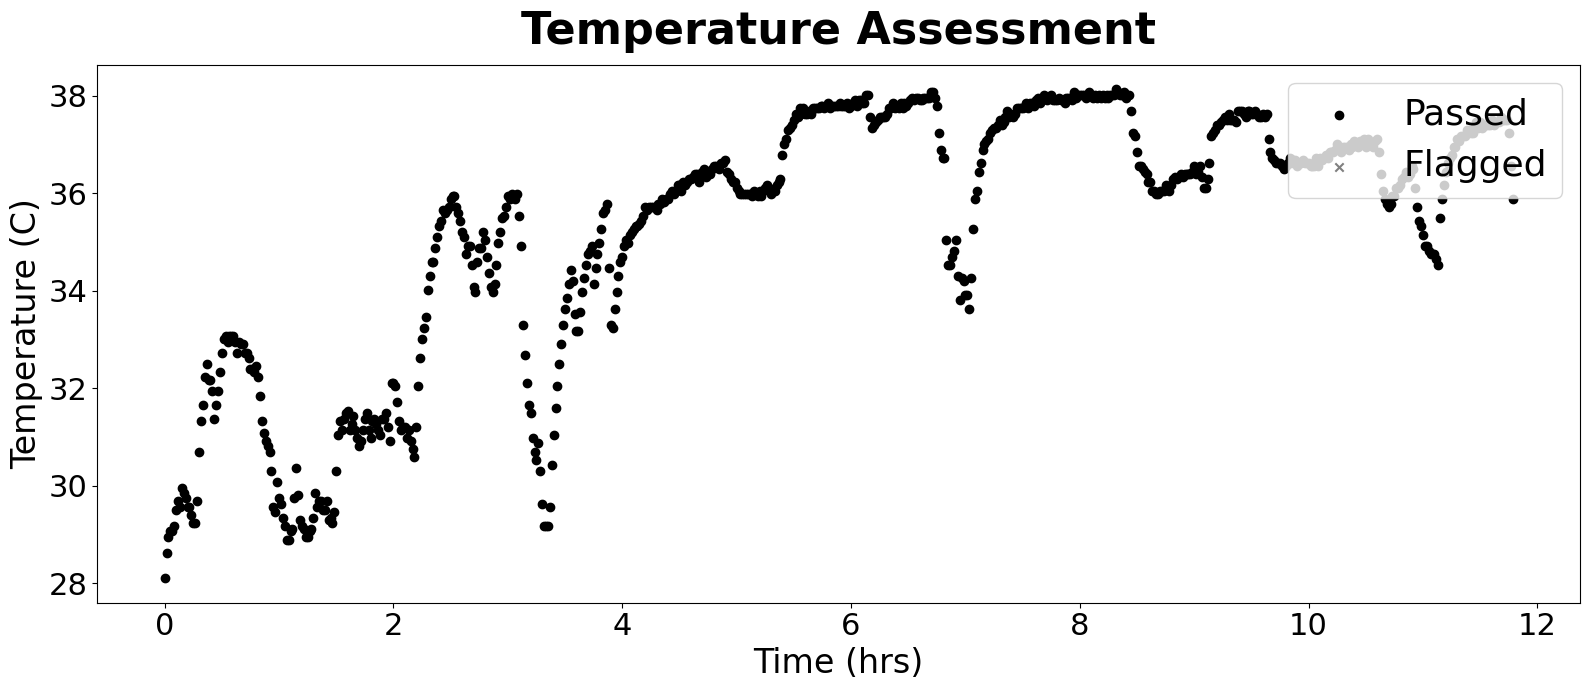 Temperature Assessment
Temperature (C)
38
36
34
32
30
28
Passed
Flagged
0 2 4 6 8 10 12
Time (hrs)